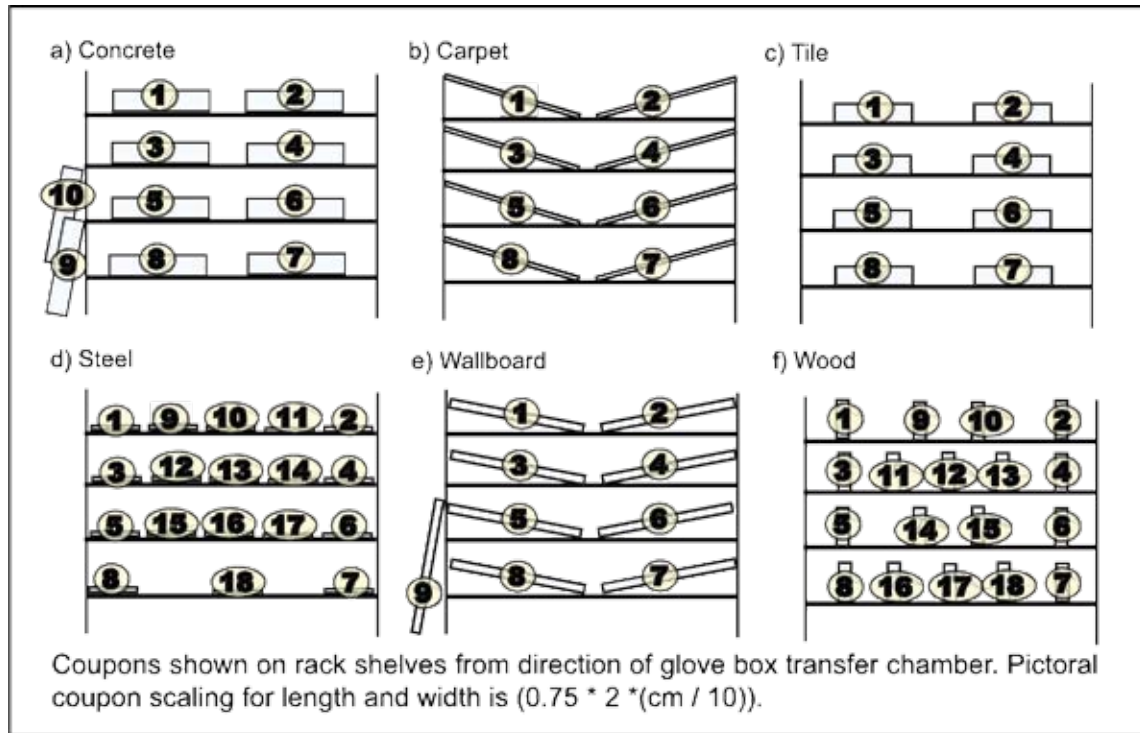 a) Concrete
b) Carpet
c) Tile
1 2
1 2
1 2
3 4
3 4
3 4
10
5 6
5 6
5 6
9
8 7
8 7
8 7
d) Steel
e) Wallboard
f) Wood
1 9 10 11 2
1 2
1 9 10 2
3 12 13 14 4
3 4
3 11 12 13 4
5 15 16 17 6
5 6
5 14 15 6
8 18 7
9
8 7
8 16 17 18 7
Coupons shown on rack shelves from direction of glove box transfer chamber. Pictoral
coupon scaling for length and width is (0.75 * 2 *(cm / 10)).